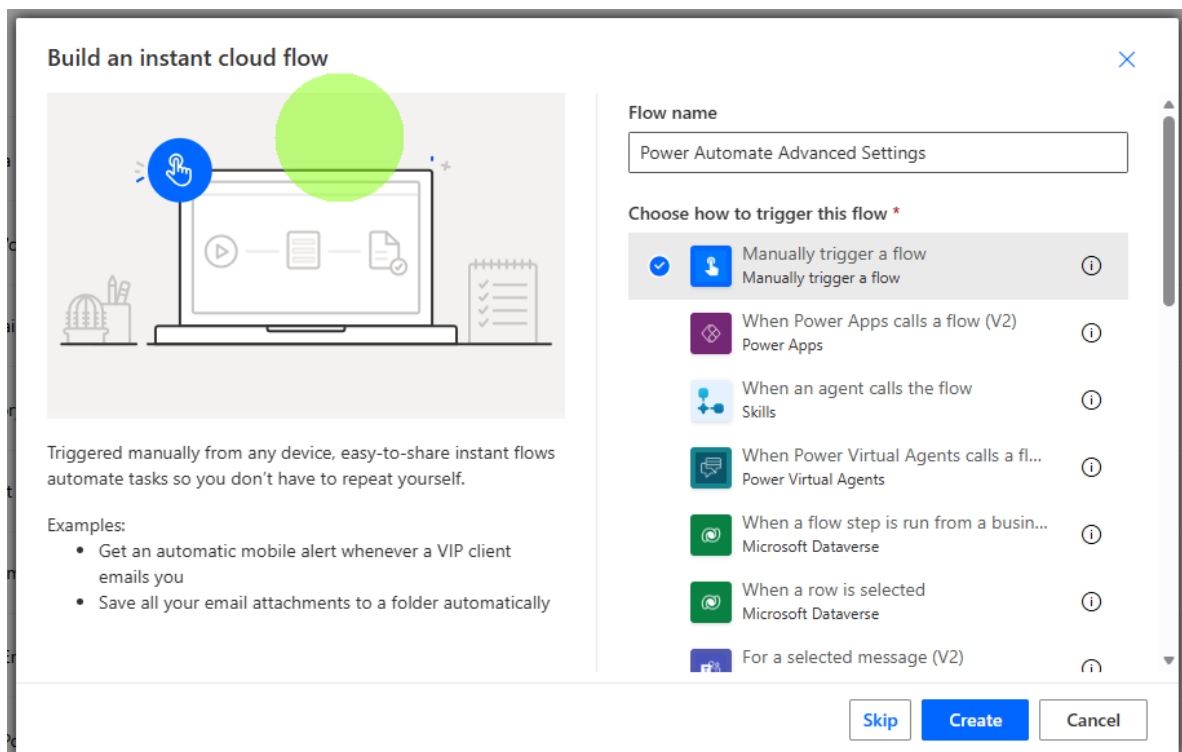 Build an instant cloud flow
Triggered manually from any device, easy-to-share instant flows
automate tasks so you don't have to repeat yourself.
Examples:
• Get an automatic mobile alert whenever a VIP client
emails you
• Save all your email attachments to a folder automatically
Flow name
Power Automate Advanced Settings
Choose how to trigger this flow *
Manually trigger a flow
Manually trigger a flow
When Power Apps calls a flow (V2)
Power Apps
When an agent calls the flow
Skills
When Power Virtual Agents calls a fl...
Power Virtual Agents
When a flow step is run from a busin...
Microsoft Dataverse
When a row is selected
Microsoft Dataverse
For a selected message (V2)
Skip
Create
Cancel